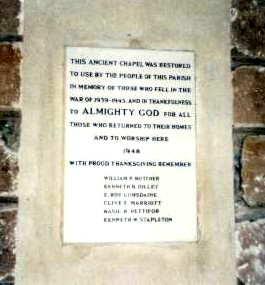 THIS ANCIENT CHAPEL WAS RESTORED
TO USE BY THE PEOPLE OF THIS PARISH
IN MEMORY OF THOSE WHO FELL IN THE
WAR OF 1939-1945 AND IN THANKFULNESS
TO ALMIGHTY GOD FOR ALL
THOSE WHO RETURNED TO THEIR HOMES
AND TO WORSHIP HERE
1948
WITH PROUD THANKSGIVING REMEMBER
WILLIAM P. BUTCHER
KENNETH R. DILLEY
E. ROY LUMSDAINE
CLIVE E. MARRIOTT
BASIL R. PETTIFOR
KENNETH W. STAPLETON